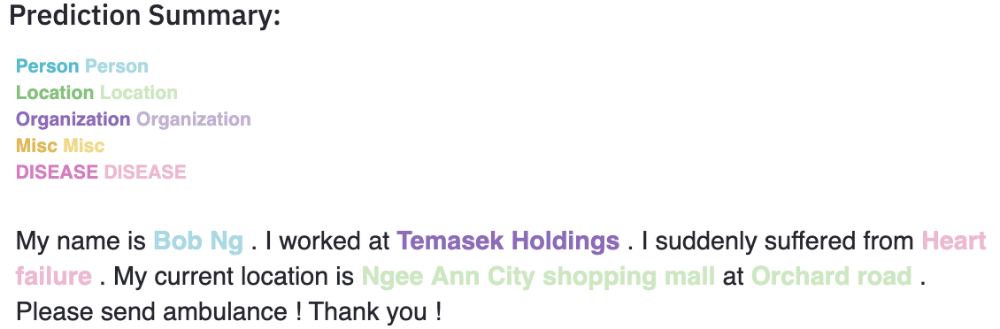 Prediction Summary:
Person Person
Location Location
Organization Organization
Misc Misc
DISEASE DISEASE
My name is Bob Ng . I worked at Temasek Holdings . I suddenly suffered from Heart
failure . My current location is Ngee Ann City shopping mall at Orchard road .
Please send ambulance ! Thank you !